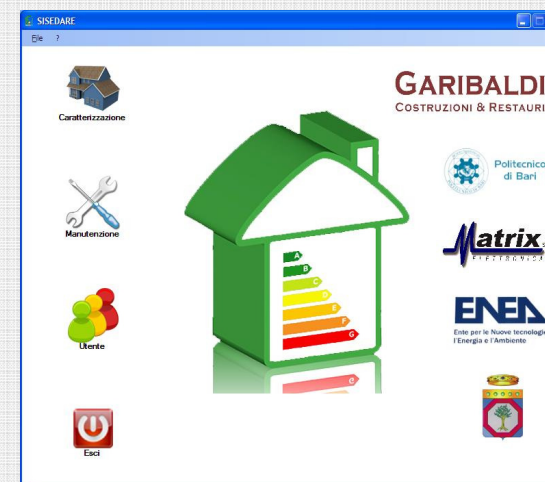 SISEDARE
File ?
Caratterizzazione
Manutenzione
Utente
Esci
A
B
C
D
E
F
G
GARIBALDI
COSTRUZIONI & RESTAURI
Politecnico
di Bari
Matrix
ELETTRONICA
ENEA
Ente per le Nuove tecnologie
l'Energia e l'Ambiente